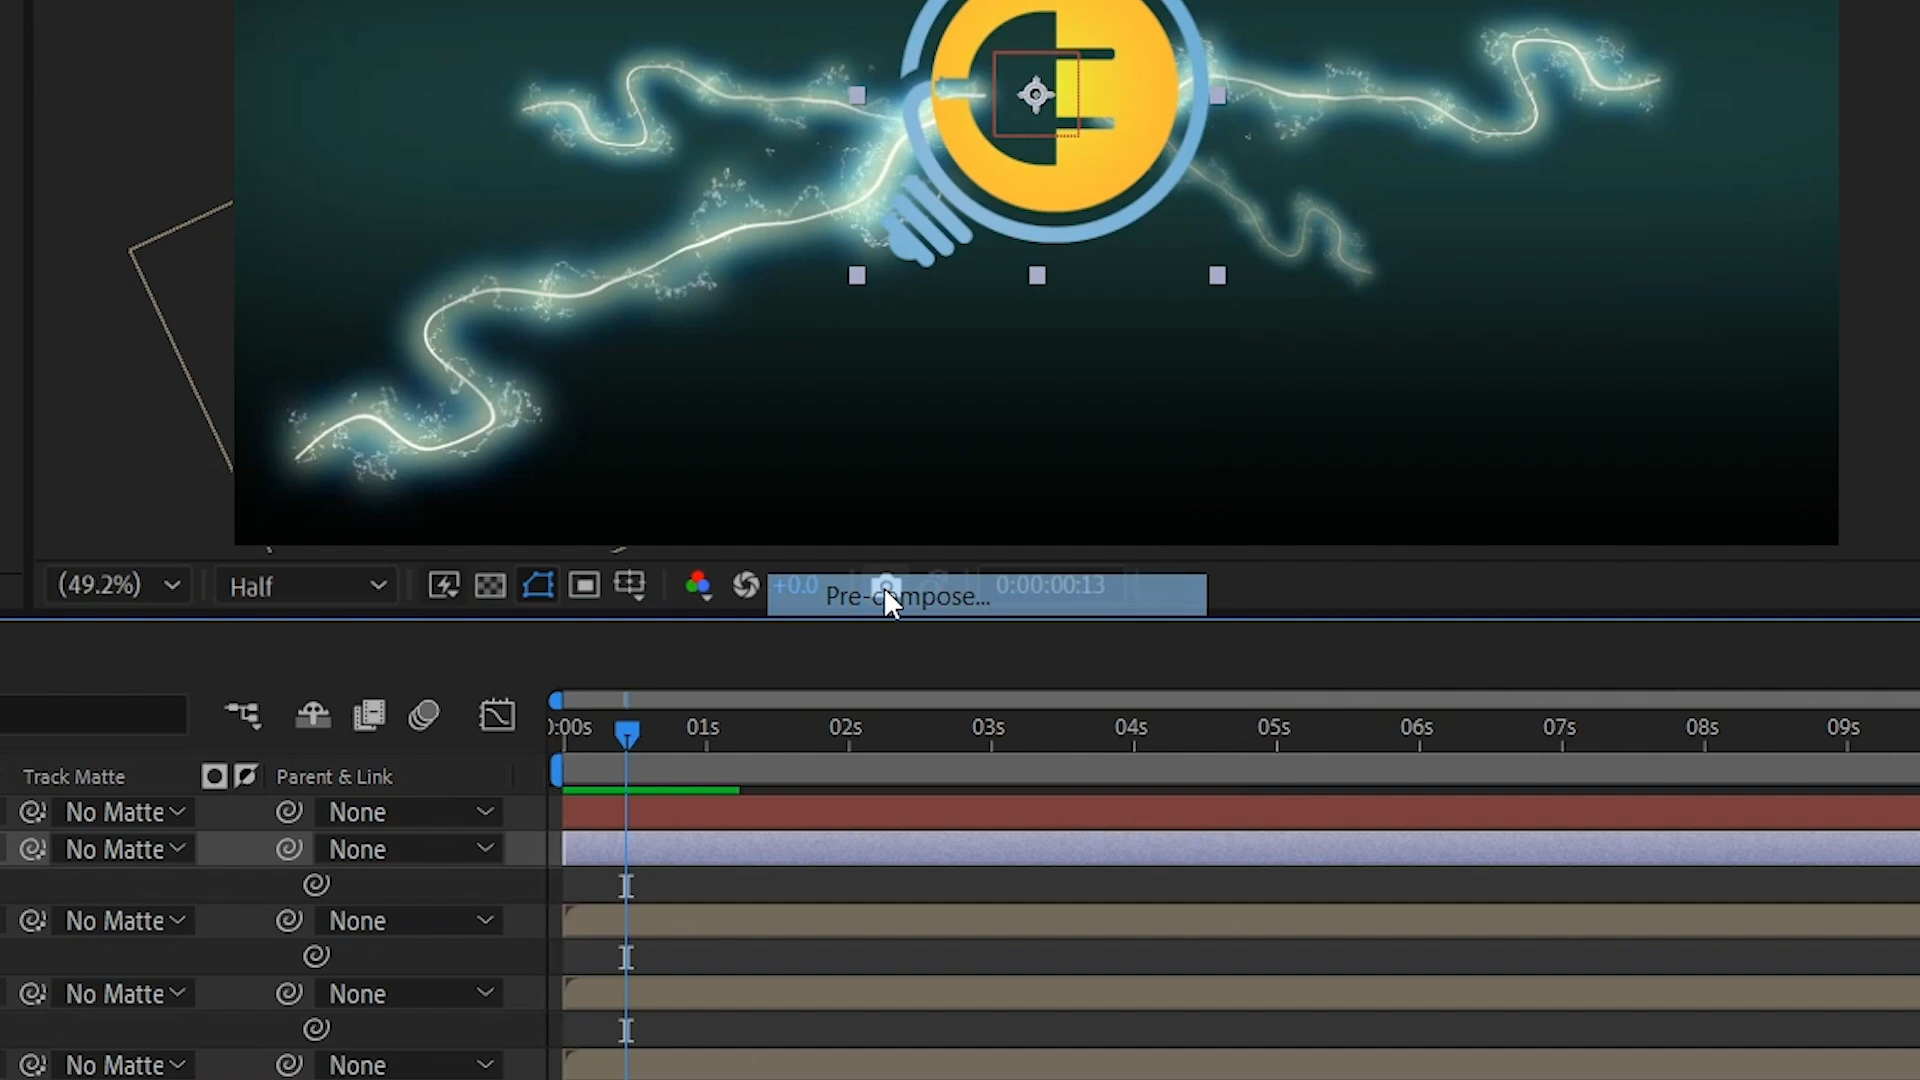 (49.2%) Half +0.0 0:00:00:13
Pre-compose...
0:00s 01s 02s 03s 04s 05s 06s 07s 08s 09s
Track Matte Parent & Link
No Matte None
No Matte None
No Matte None
No Matte None
No Matte None